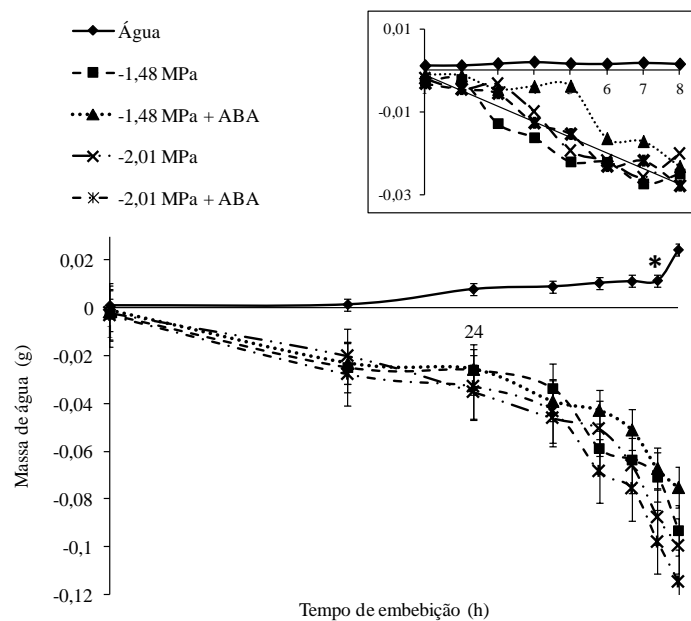 Água
-1,48 MPa
-1,48 MPa + ABA
-2,01 MPa
-2,01 MPa + ABA
0,01
-0,01
-0,03
6 7 8
0,02
0
-0,02
-0,04
-0,06
-0,08
-0,1
-0,12
*
24
Massa de água (g)
Tempo de embebição (h)